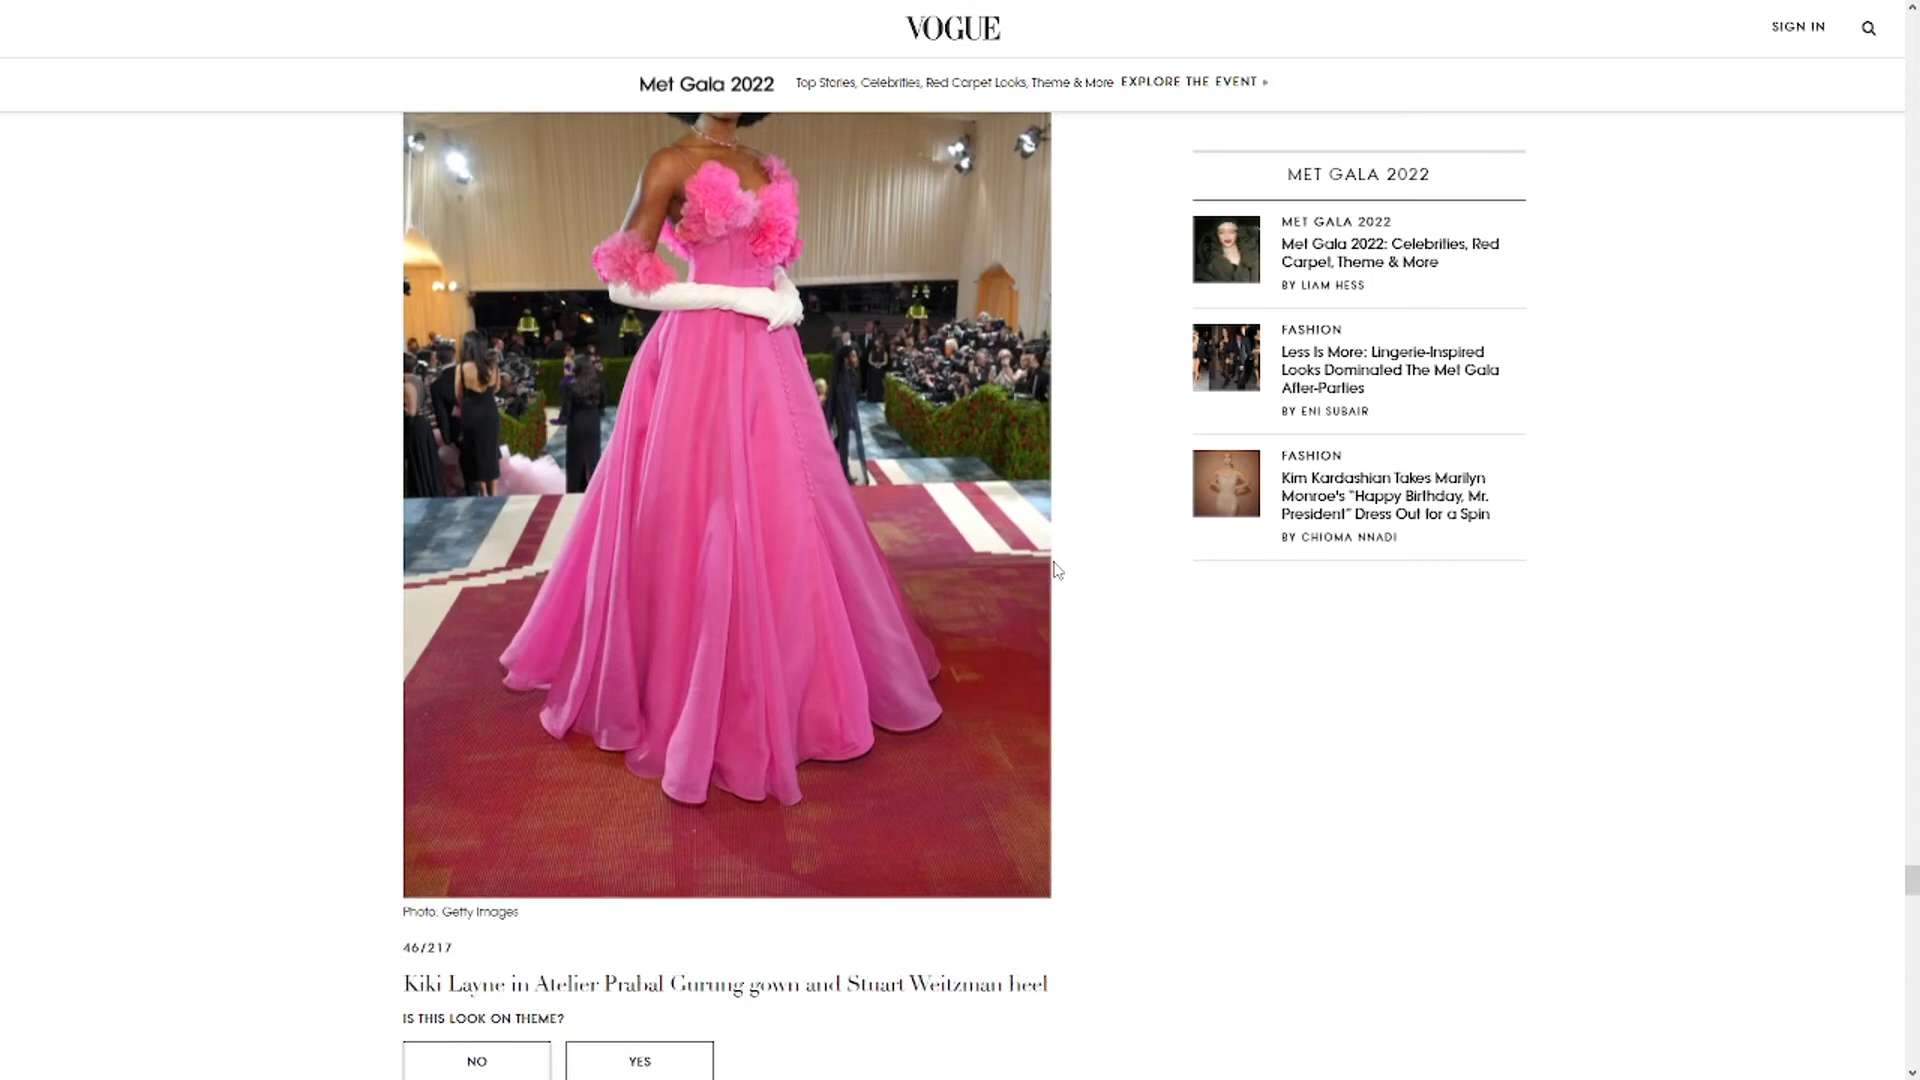 VOGUE
SIGN IN
Met Gala 2022
Top Stories, Celebrities, Red Carpet Looks, Theme & More
EXPLORE THE EVENT »
MET GALA 2022
MET GALA 2022
Met Gala 2022: Celebrities, Red
Carpet, Theme & More
BY LIAM HESS
FASHION
Less Is More: Lingerie-Inspired
Looks Dominated The Met Gala
After-Parties
BY ENI SUBAIR
FASHION
Kim Kardashian Takes Marilyn
Monroe's "Happy Birthday, Mr.
President" Dress Out for a Spin
BY CHIOMA NNADI
Photo: Getty Images
46/217
Kiki Layne in Atelier Prabal Gurung gown and Stuart Weitzman heel
IS THIS LOOK ON THEME?
NO
YES